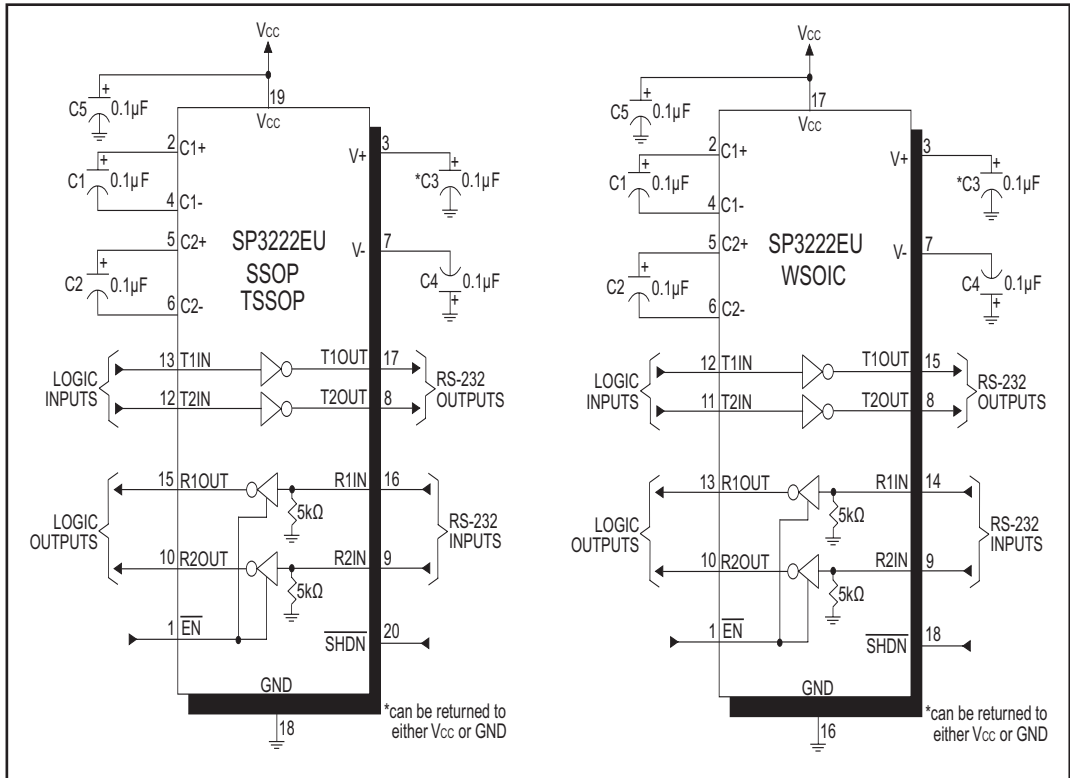 Vcc
C5
+
0.1µF
19
Vcc
2
C1+
+
C1
0.1µF
4
C1-
5
C2+
+
C2
0.1µF
6
C2-
V+
3
+
*C3
0.1µF
V-
7
C4
0.1µF
+
SP3222EU
SSOP
TSSOP
LOGIC
INPUTS
13
T1IN
T1OUT
17
12
T2IN
T2OUT
8
RS-232
OUTPUTS
LOGIC
OUTPUTS
15
R1OUT
R1IN
16
5kΩ
10
R2OUT
R2IN
9
5kΩ
RS-232
INPUTS
1
EN
SHDN
20
GND
18
*can be returned to
either Vcc or GND
Vcc
C5
+
0.1µF
17
Vcc
2
C1+
+
C1
0.1µF
4
C1-
5
C2+
+
C2
0.1µF
6
C2-
V+
3
+
*C3
0.1µF
V-
7
C4
0.1µF
+
SP3222EU
WSOIC
LOGIC
INPUTS
12
T1IN
T1OUT
15
11
T2IN
T2OUT
8
RS-232
OUTPUTS
LOGIC
OUTPUTS
13
R1OUT
R1IN
14
5kΩ
10
R2OUT
R2IN
9
5kΩ
RS-232
INPUTS
1
EN
SHDN
18
GND
16
*can be returned to
either Vcc or GND